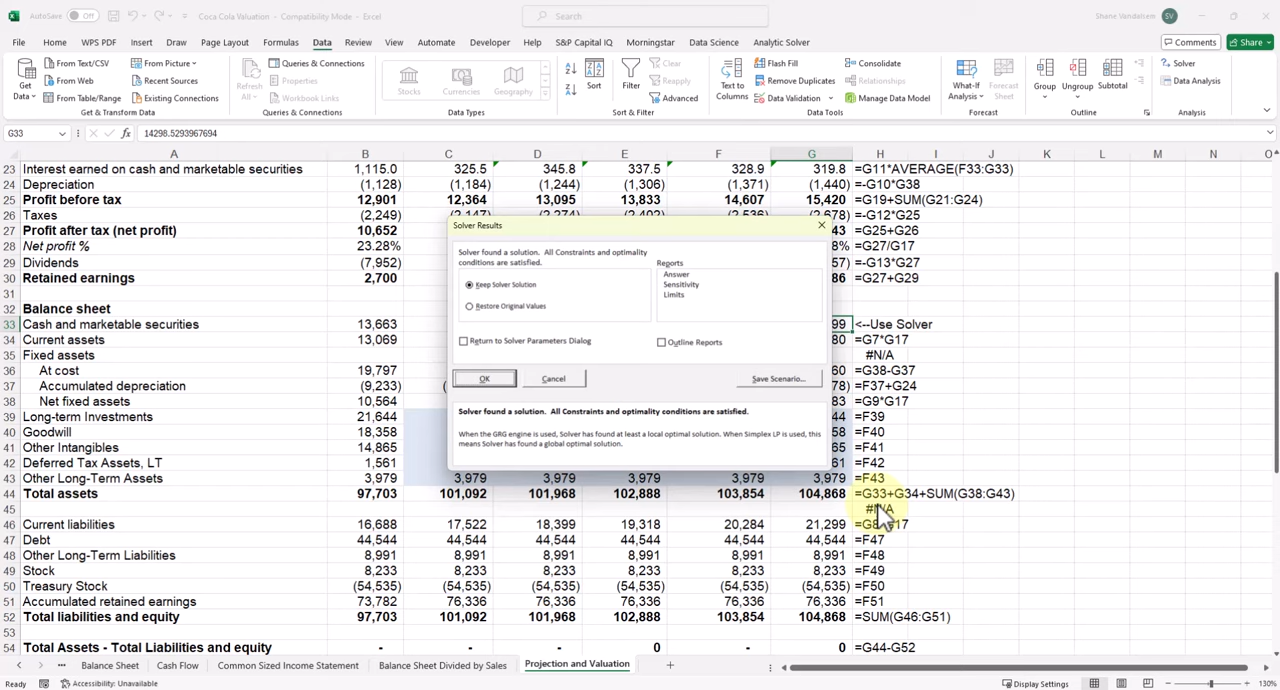 AutoSave Off Coca Cola Valuation - Compatibility Mode - Excel Search Shane Vandalsem SV
File Home WPS PDF Insert Draw Page Layout Formulas Data Review View Automate Developer Help S&P Capital IQ Morningstar Data Science Analytic Solver Comments Share
Get Data From Text/CSV From Picture Refresh All Queries & Connections Stocks Currencies Geography Sort Filter Clear Text to Columns Flash Fill Consolidate What-If Analysis Forecast Sheet Group Ungroup Subtotal Solver
From Web Recent Sources Properties Reapply Remove Duplicates Relationships Data Analysis
From Table/Range Existing Connections Workbook Links Advanced Data Validation Manage Data Model
Get & Transform Data Queries & Connections Data Types Sort & Filter Data Tools Forecast Outline Analysis
G33 fx 14298.5293967694
A B C D E F G H I J K L M N O
23 Interest earned on cash and marketable securities 1,115.0 325.5 345.8 337.5 328.9 319.8 =G11*AVERAGE(F33:G33)
24 Depreciation (1,128) (1,184) (1,244) (1,306) (1,371) (1,440) =-G10*G38
25 Profit before tax 12,901 12,364 13,095 13,833 14,607 15,420 =G19+SUM(G21:G24)
26 Taxes (2,249) (2,147) (2,274) (2,402) (2,536) (2,678) =-G12*G25
27 Profit after tax (net profit) 10,652 43 =G25+G26
28 Net profit % 23.28% 8% =G27/G17
29 Dividends (7,952) 57) =-G13*G27
30 Retained earnings 2,700 86 =G27+G29
31
32 Balance sheet
33 Cash and marketable securities 13,663 99 <--Use Solver
34 Current assets 13,069 80 =G7*G17
35 Fixed assets #N/A
36 At cost 19,797 60 =G38-G37
37 Accumulated depreciation (9,233) ( 78) =F37+G24
38 Net fixed assets 10,564 83 =G9*G17
39 Long-term Investments 21,644 44 =F39
40 Goodwill 18,358 58 =F40
41 Other Intangibles 14,865 65 =F41
42 Deferred Tax Assets, LT 1,561 61 =F42
43 Other Long-Term Assets 3,979 3,979 3,979 3,979 3,979 3,979 =F43
44 Total assets 97,703 101,092 101,968 102,888 103,854 104,868 =G33+G34+SUM(G38:G43)
45 #N/A
46 Current liabilities 16,688 17,522 18,399 19,318 20,284 21,299 =G8*G17
47 Debt 44,544 44,544 44,544 44,544 44,544 44,544 =F47
48 Other Long-Term Liabilities 8,991 8,991 8,991 8,991 8,991 8,991 =F48
49 Stock 8,233 8,233 8,233 8,233 8,233 8,233 =F49
50 Treasury Stock (54,535) (54,535) (54,535) (54,535) (54,535) (54,535) =F50
51 Accumulated retained earnings 73,782 76,336 76,336 76,336 76,336 76,336 =F51
52 Total liabilities and equity 97,703 101,092 101,968 102,888 103,854 104,868 =SUM(G46:G51)
53
54 Total Assets - Total Liabilities and equity - - - 0 - 0 =G44-G52
Solver Results
Solver found a solution. All Constraints and optimality
conditions are satisfied.
Keep Solver Solution
Restore Original Values
Reports
Answer
Sensitivity
Limits
Return to Solver Parameters Dialog Outline Reports
OK Cancel Save Scenario...
Solver found a solution. All Constraints and optimality conditions are satisfied.
When the GRG engine is used, Solver has found at least a local optimal solution. When Simplex LP is used, this
means Solver has found a global optimal solution.
... Balance Sheet Cash Flow Common Sized Income Statement Balance Sheet Divided by Sales Projection and Valuation +
Ready Accessibility: Unavailable Display Settings 130%